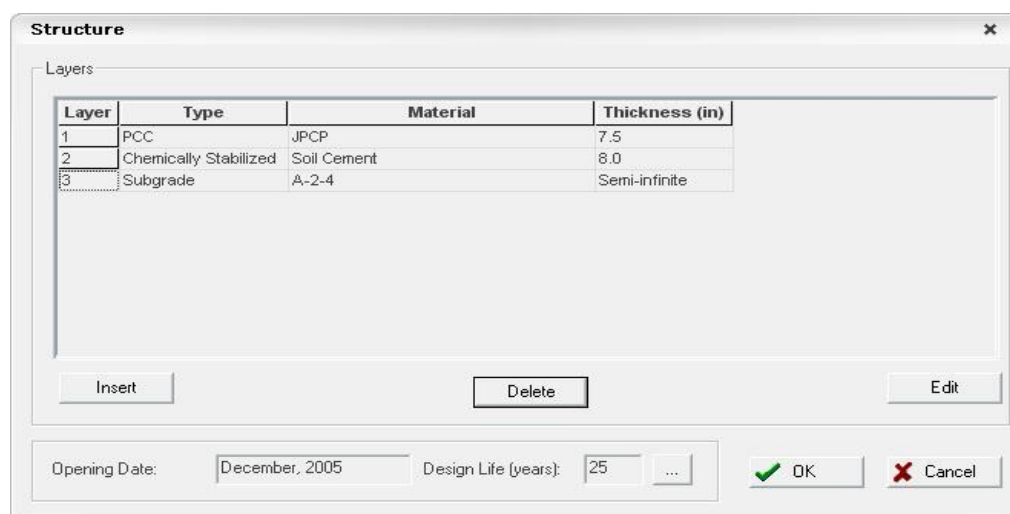 Structure
Layers
Layer Type Material Thickness (in)
1 PCC JPCP 7.5
2 Chemically Stabilized Soil Cement 8.0
3 Subgrade A-2-4 Semi-infinite
Insert Delete Edit
Opening Date: December, 2005 Design Life (years): 25 ... OK Cancel